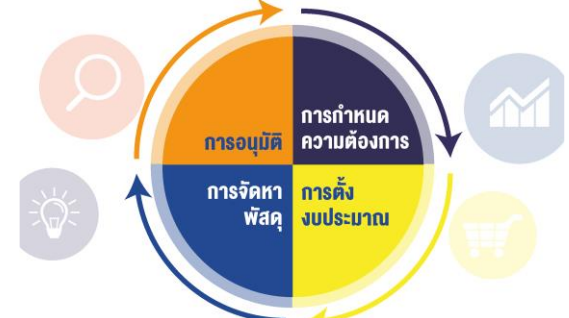 การอนุมัติ
การกำหนด
ความต้องการ
การจัดหา
พัสดุ
การตั้ง
งบประมาณ